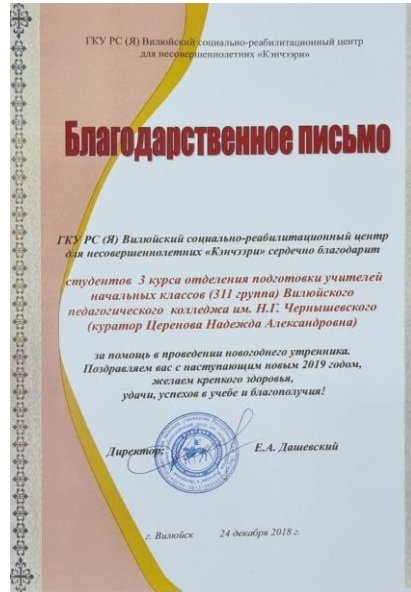 ГКУ РС (Я) Вилюйский социально-реабилитационный центр
для несовершеннолетних «Кэнчээри»
Благодарственное письмо
ГКУ РС (Я) Вилюйский социально-реабилитационный центр
для несовершеннолетних «Кэнчээри» сердечно благодарит
студентов 3 курса отделения подготовки учителей
начальных классов (311 группа) Вилюйского
педагогического колледжа им. Н.Г. Чернышевского
(куратор Церенова Надежда Александровна)
за помощь в проведении новогоднего утренника.
Поздравляем вас с наступающим новым 2019 годом,
желаем крепкого здоровья,
удачи, успехов в учебе и благополучия!
Директор: Е.А. Дашевский
г. Вилюйск 24 декабря 2018 г.